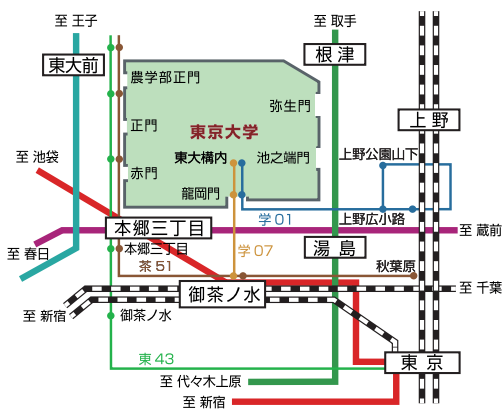 至 王子
至 取手
東大前
根 津
農学部正門
弥生門
上 野
正門
東京大学
至 池袋
東大構内
池之端門
上野公園山下
赤門
龍岡門
学 01
上野広小路
本郷三丁目
至 蔵前
至 春日
本郷三丁目
学 07
湯 島
茶 51
秋葉原
御茶ノ水
至 千葉
至 新宿
御茶ノ水
東 43
東 京
至 代々木上原
至 新宿